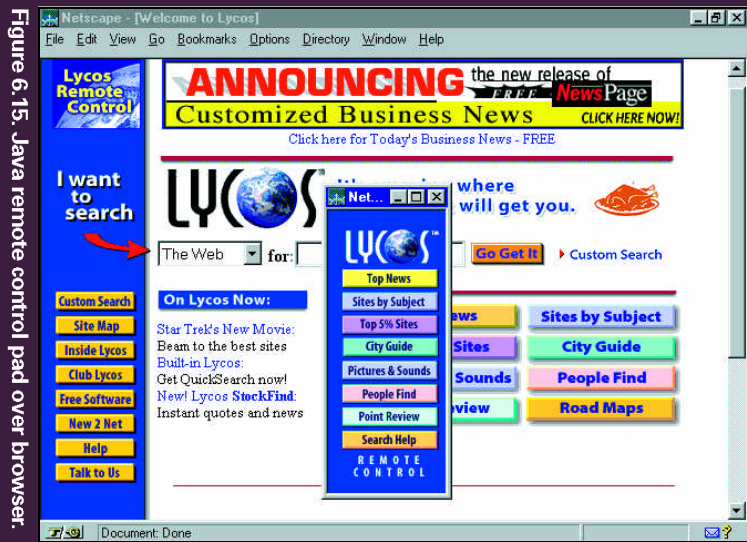 Figure 6.15. Java remote control pad over browser.
Netscape - [Welcome to Lycos]
File Edit View Go Bookmarks Options Directory Window Help
Lycos
Remote
Control
ANNOUNCING the new release of
FREE NewsPage
Customized Business News CLICK HERE NOW!
Click here for Today's Business News - FREE
I want
to
search
LYCOS
where
will get you.
The Web for: Go Get It Custom Search
Net...
LYCOS™
Top News
Sites by Subject
Top 5% Sites
City Guide
Pictures & Sounds
People Find
Point Review
Search Help
REMOTE
CONTROL
Custom Search
Site Map
Inside Lycos
Club Lycos
Free Software
New 2 Net
Help
Talk to Us
On Lycos Now:
Star Trek's New Movie:
Beam to the best sites
Built-in Lycos:
Get QuickSearch now!
New! Lycos StockFind:
Instant quotes and news
ews Sites by Subject
Sites City Guide
Sounds People Find
view Road Maps
Document: Done